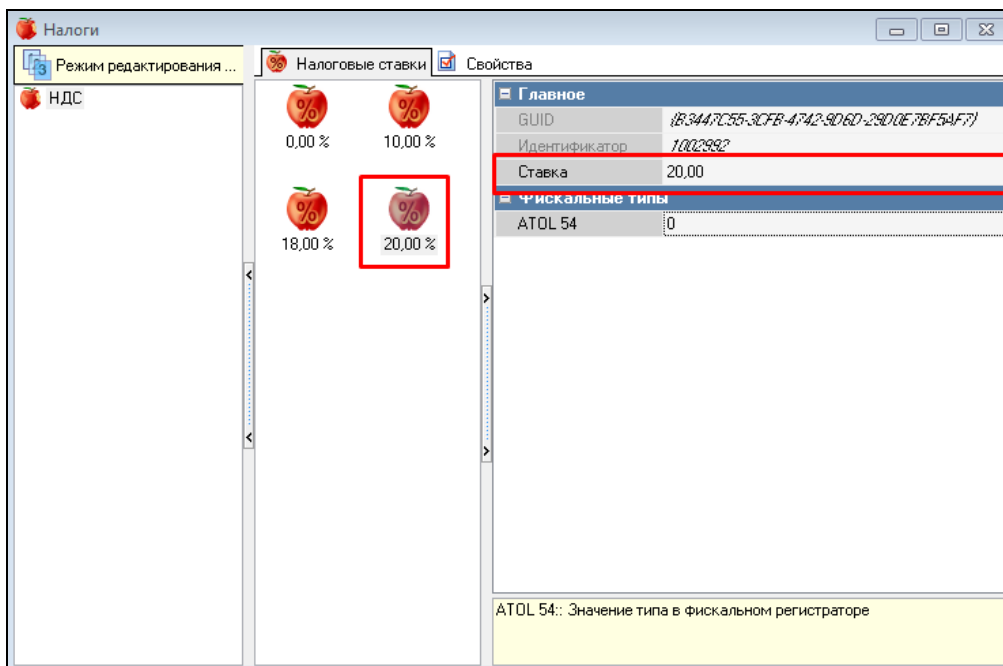 Налоги
Режим редактирования ...
НДС
Налоговые ставки
Свойства
0,00 %
10,00 %
18,00 %
20,00 %
Главное
GUID {B3447C55-3CFB-4742-9D6D-29D0E7BF5AF7}
Идентификатор 1002992
Ставка 20,00
Фискальные типы
ATOL 54 0
ATOL 54:: Значение типа в фискальном регистраторе